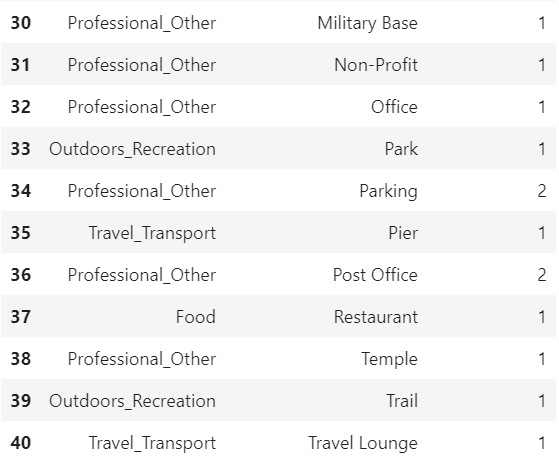 30 Professional_Other Military Base 1
31 Professional_Other Non-Profit 1
32 Professional_Other Office 1
33 Outdoors_Recreation Park 1
34 Professional_Other Parking 2
35 Travel_Transport Pier 1
36 Professional_Other Post Office 2
37 Food Restaurant 1
38 Professional_Other Temple 1
39 Outdoors_Recreation Trail 1
40 Travel_Transport Travel Lounge 1